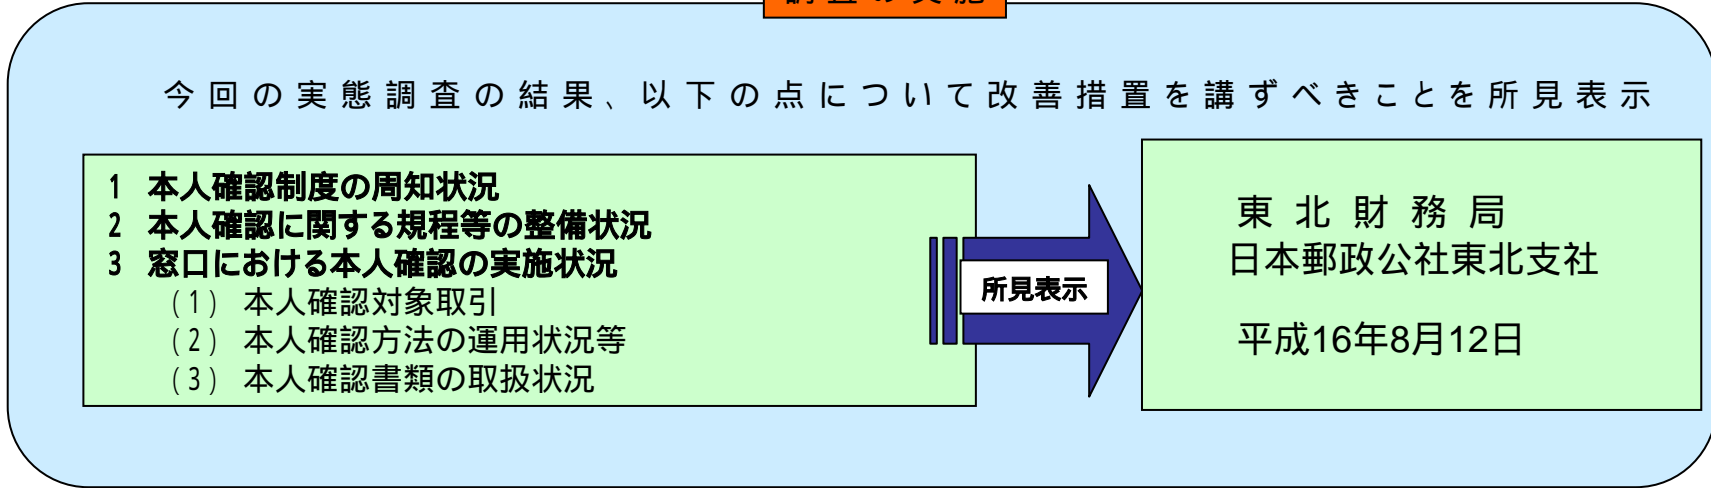 調査の実施
今回の実態調査の結果、以下の点について改善措置を講ずべきことを所見表示
1 本人確認制度の周知状況
2 本人確認に関する規程等の整備状況
3 窓口における本人確認の実施状況
(1) 本人確認対象取引
(2) 本人確認方法の運用状況等
(3) 本人確認書類の取扱状況
所見表示
東北財務局
日本郵政公社東北支社
平成16年8月12日